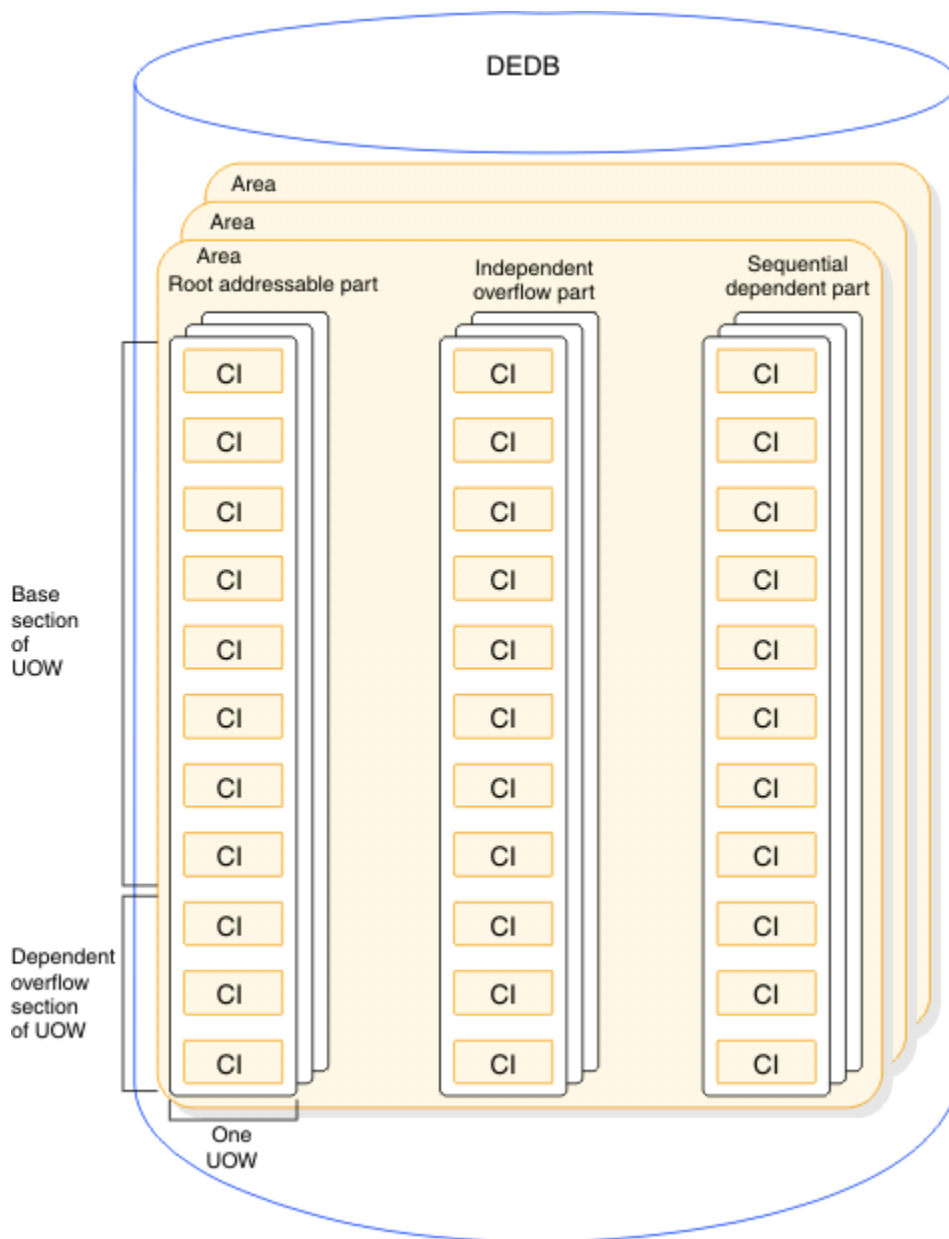 DEDB
Area
Area
Area
Root addressable part
Independent
overflow part
Sequential
dependent part
CI CI CI
CI CI CI
CI CI CI
CI CI CI
Base
section
of
UOW
CI CI CI
CI CI CI
CI CI CI
CI CI CI
Dependent
overflow
section
of UOW
CI CI CI
CI CI CI
CI CI CI
One
UOW